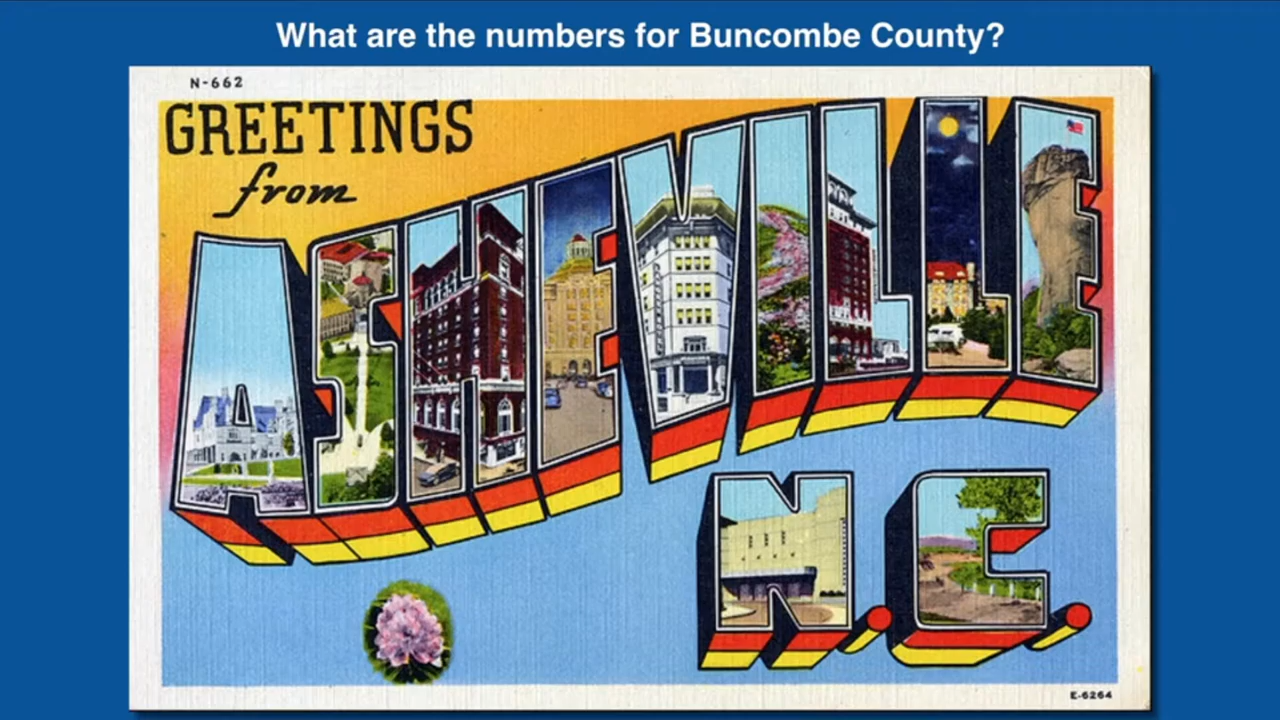 What are the numbers for Buncombe County?
N-662
GREETINGS
from
ASHEVILLE
N.C.
E-6264